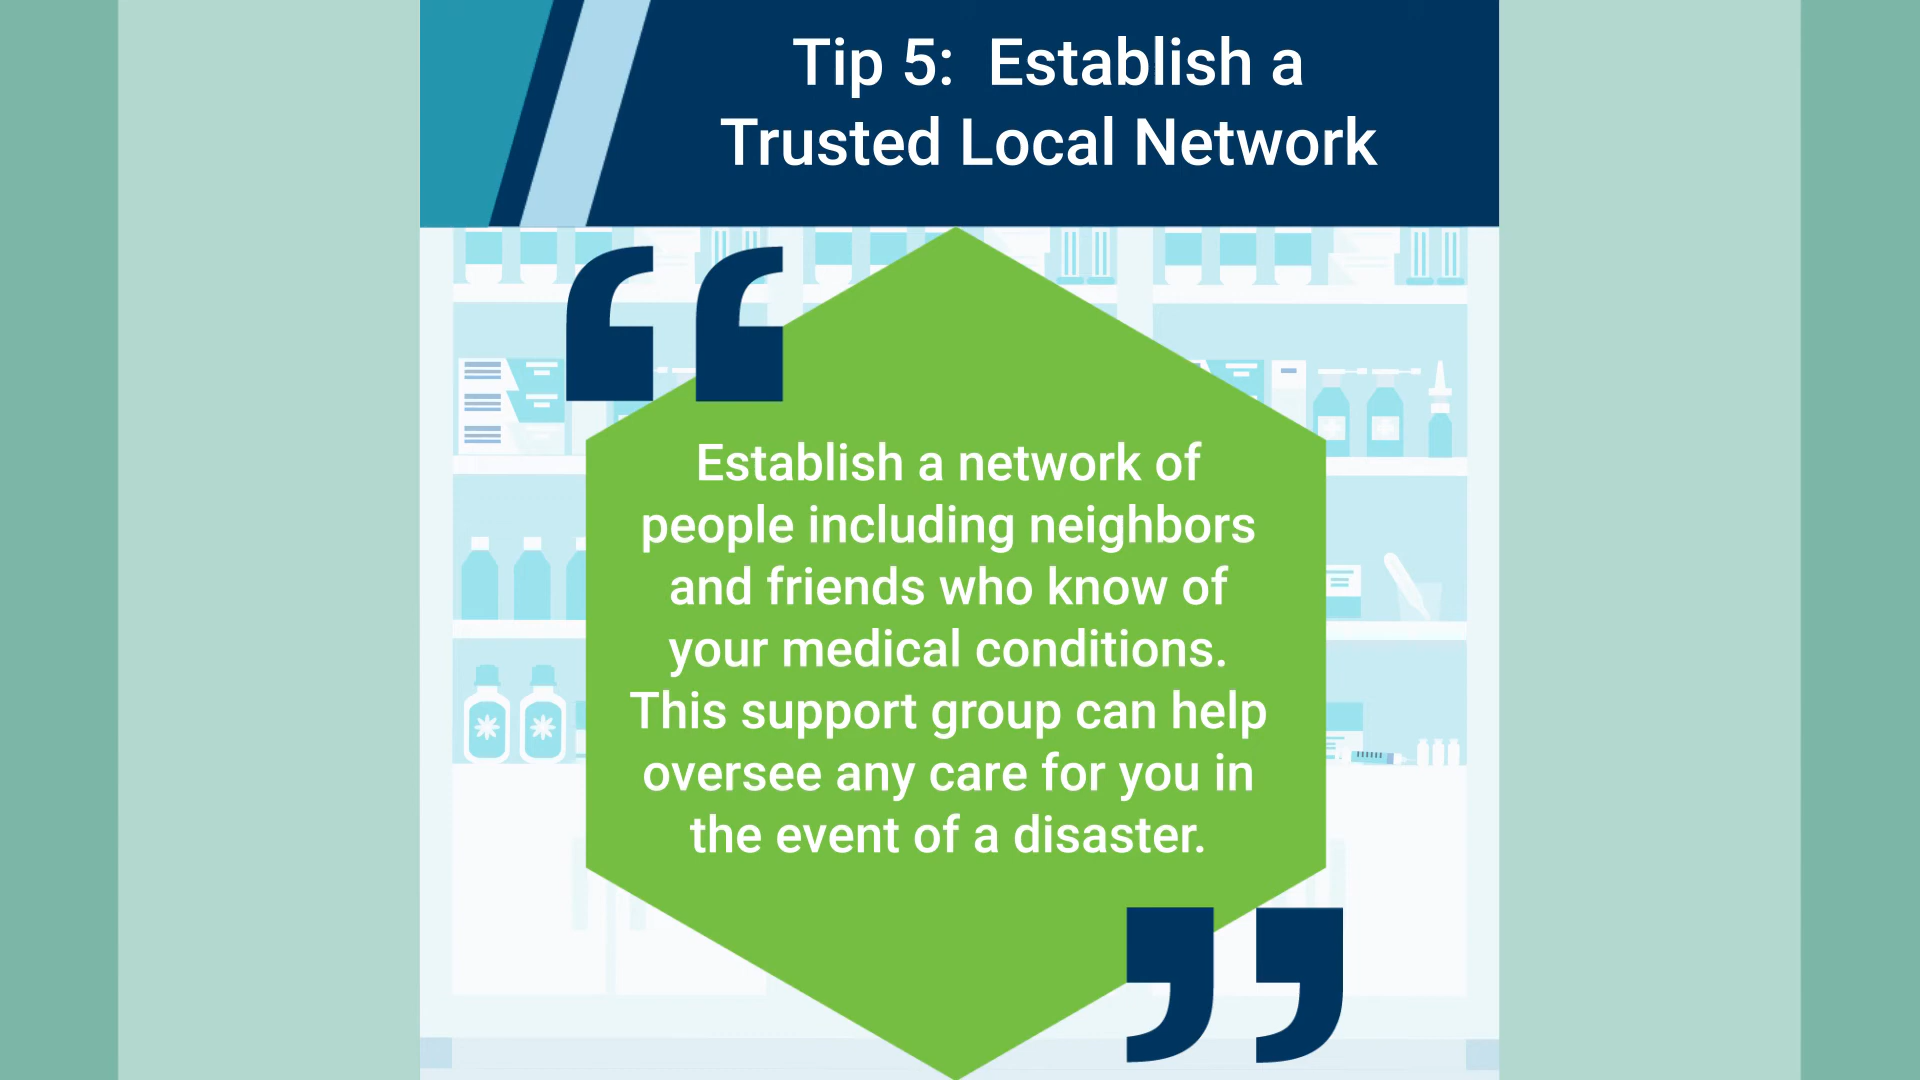 Tip 5:  Establish a
Trusted Local Network
“
Establish a network of
people including neighbors
and friends who know of
your medical conditions.
This support group can help
oversee any care for you in
the event of a disaster.
”